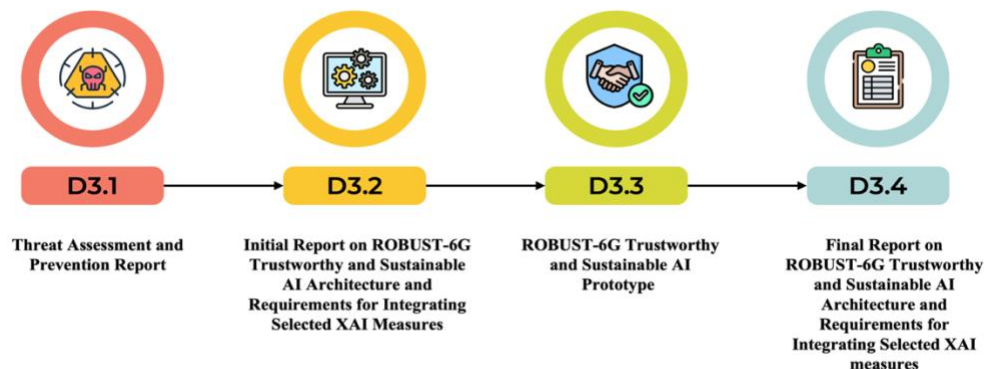 D3.1
D3.2
D3.3
D3.4
Threat Assessment and
Prevention Report
Initial Report on ROBUST-6G
Trustworthy and Sustainable
AI Architecture and
Requirements for Integrating
Selected XAI Measures
ROBUST-6G Trustworthy
and Sustainable AI
Prototype
Final Report on
ROBUST-6G Trustworthy
and Sustainable AI
Architecture and
Requirements for
Integrating Selected XAI
measures